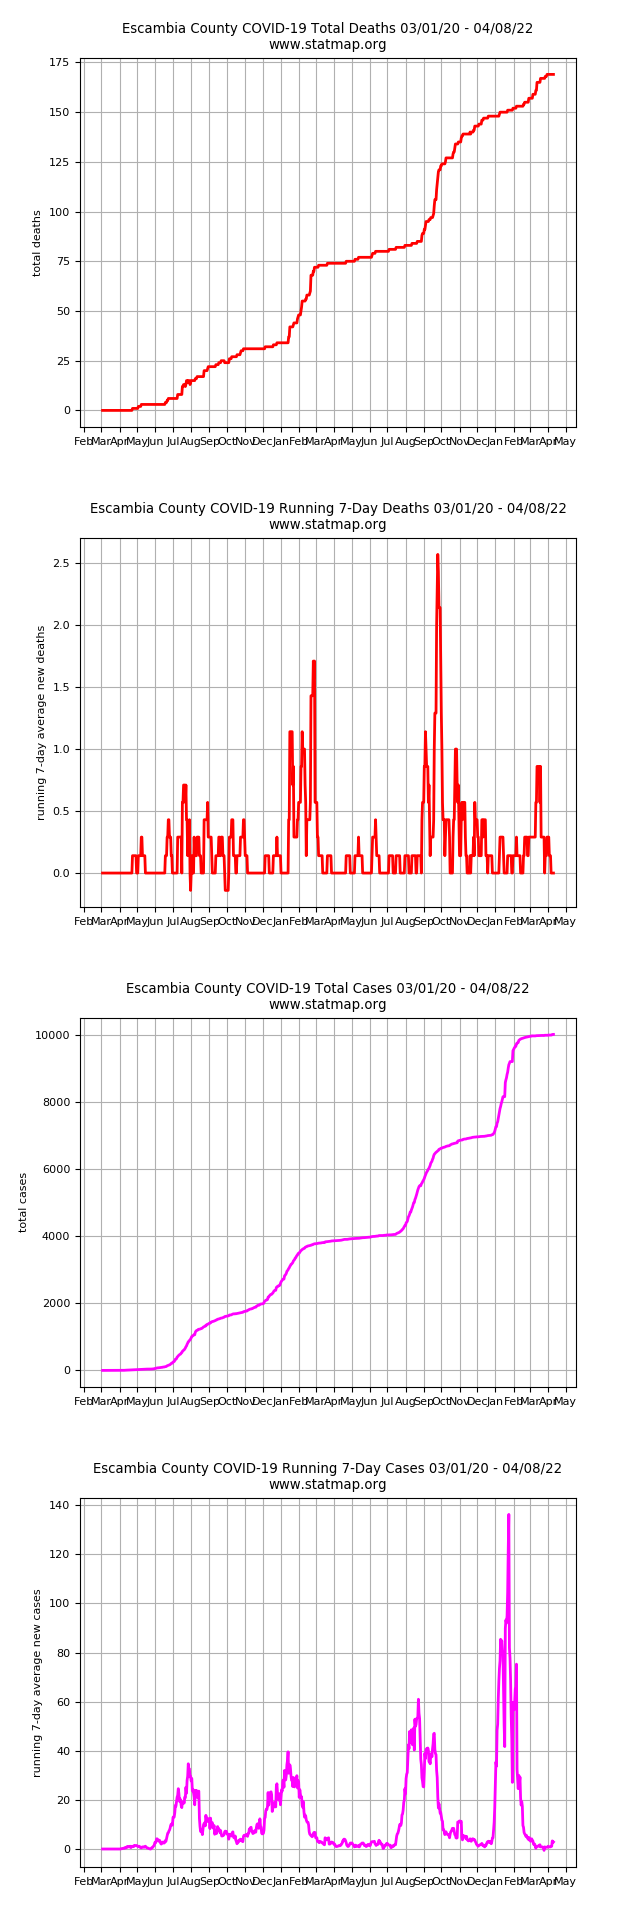 Escambia County COVID-19 Total Deaths 03/01/20 - 04/08/22
www.statmap.org
175
150
125
100
75
50
25
0
total deaths
Feb Mar Apr May Jun Jul Aug Sep Oct Nov Dec Jan Feb Mar Apr May Jun Jul Aug Sep Oct Nov Dec Jan Feb Mar Apr May
Escambia County COVID-19 Running 7-Day Deaths 03/01/20 - 04/08/22
www.statmap.org
2.5
2.0
1.5
1.0
0.5
0.0
running 7-day average new deaths
Feb Mar Apr May Jun Jul Aug Sep Oct Nov Dec Jan Feb Mar Apr May Jun Jul Aug Sep Oct Nov Dec Jan Feb Mar Apr May
Escambia County COVID-19 Total Cases 03/01/20 - 04/08/22
www.statmap.org
10000
8000
6000
4000
2000
0
total cases
Feb Mar Apr May Jun Jul Aug Sep Oct Nov Dec Jan Feb Mar Apr May Jun Jul Aug Sep Oct Nov Dec Jan Feb Mar Apr May
Escambia County COVID-19 Running 7-Day Cases 03/01/20 - 04/08/22
www.statmap.org
140
120
100
80
60
40
20
0
running 7-day average new cases
Feb Mar Apr May Jun Jul Aug Sep Oct Nov Dec Jan Feb Mar Apr May Jun Jul Aug Sep Oct Nov Dec Jan Feb Mar Apr May